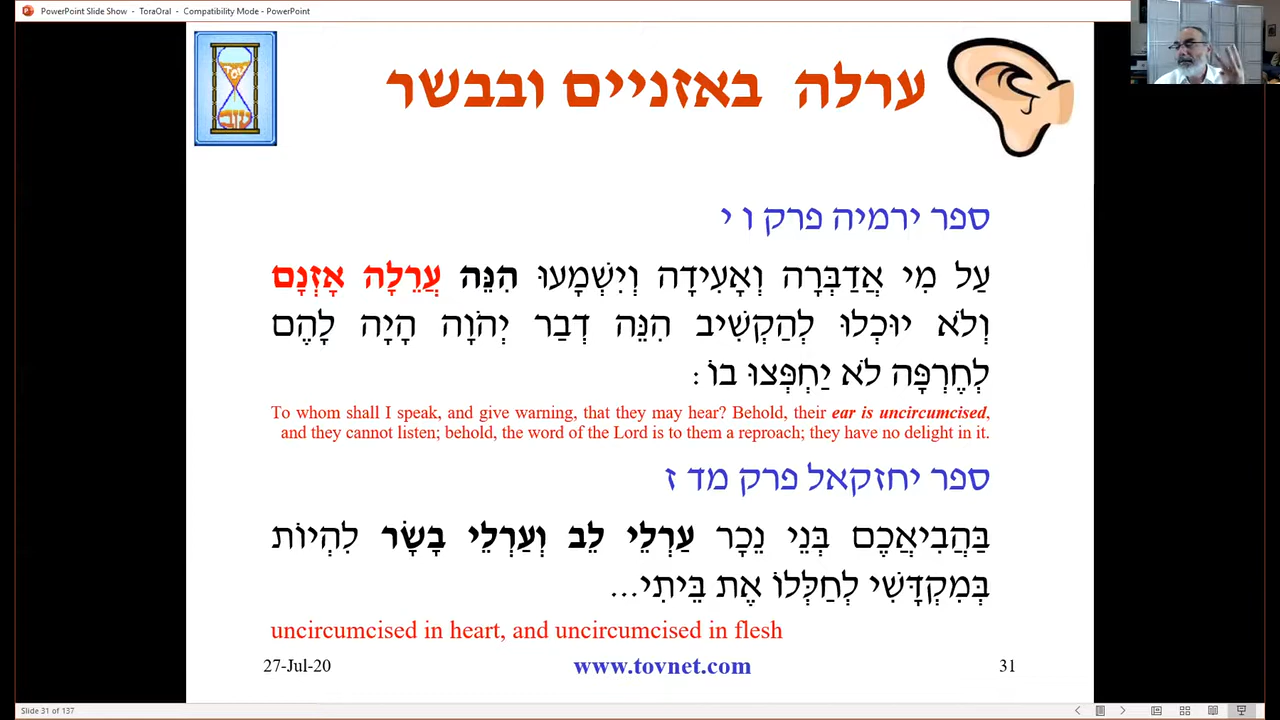 PowerPoint Slide Show - ToraOral - Compatibility Mode - PowerPoint
ערלה באזניים ובבשר
ספר ירמיה פרק ו י
עַל מִי אֲדַבְּרָה וְאָעִידָה וְיִשְׁמָעוּ הִנֵּה עֲרֵלָה אָזְנָם
וְלֹא יוּכְלוּ לְהַקְשִׁיב הִנֵּה דְבַר יְהֹוָה הָיָה לָהֶם
לְחֶרְפָּה לֹא יַחְפְּצוּ בוֹ:
To whom shall I speak, and give warning, that they may hear? Behold, their ear is uncircumcised,
and they cannot listen; behold, the word of the Lord is to them a reproach; they have no delight in it.
ספר יחזקאל פרק מד ז
בַּהֲבִיאֲכֶם בְּנֵי נֵכָר עַרְלֵי לֵב וְעַרְלֵי בָשָׂר לִהְיוֹת
בְּמִקְדָּשִׁי לְחַלְּלוֹ אֶת בֵּיתִי...
uncircumcised in heart, and uncircumcised in flesh
27-Jul-20 www.tovnet.com 31
Slide 31 of 137